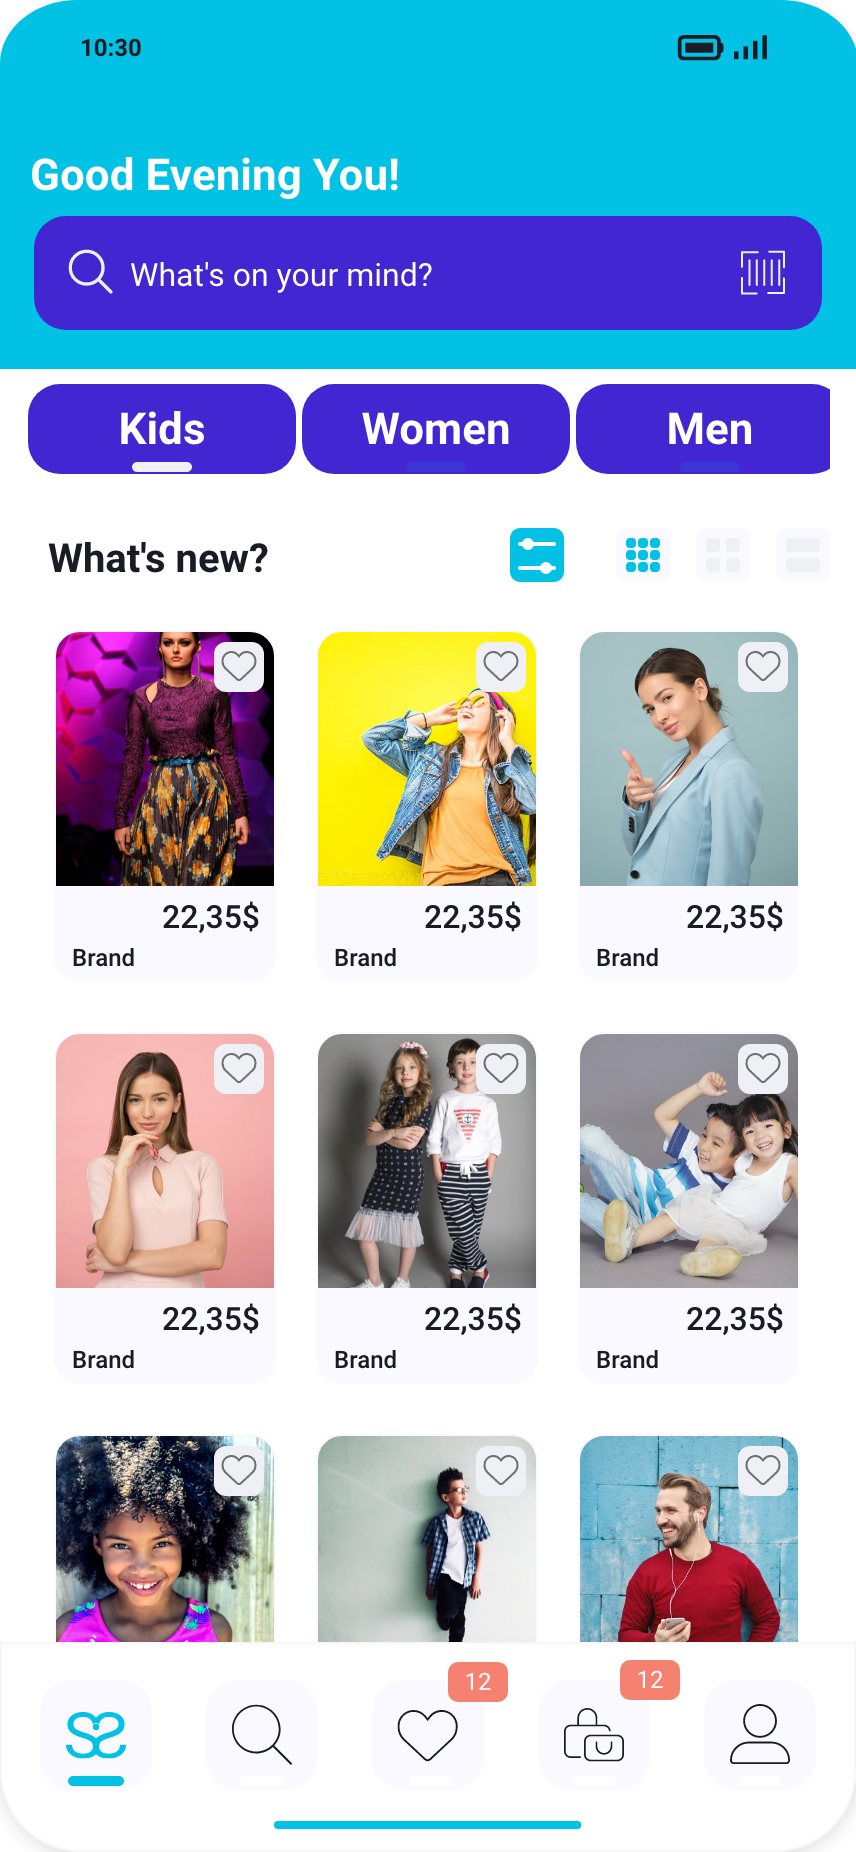 10:30
Good Evening You!
What's on your mind?
Kids Women Men
What's new?
22,35$ 22,35$ 22,35$
Brand Brand Brand
22,35$ 22,35$ 22,35$
Brand Brand Brand
12 12